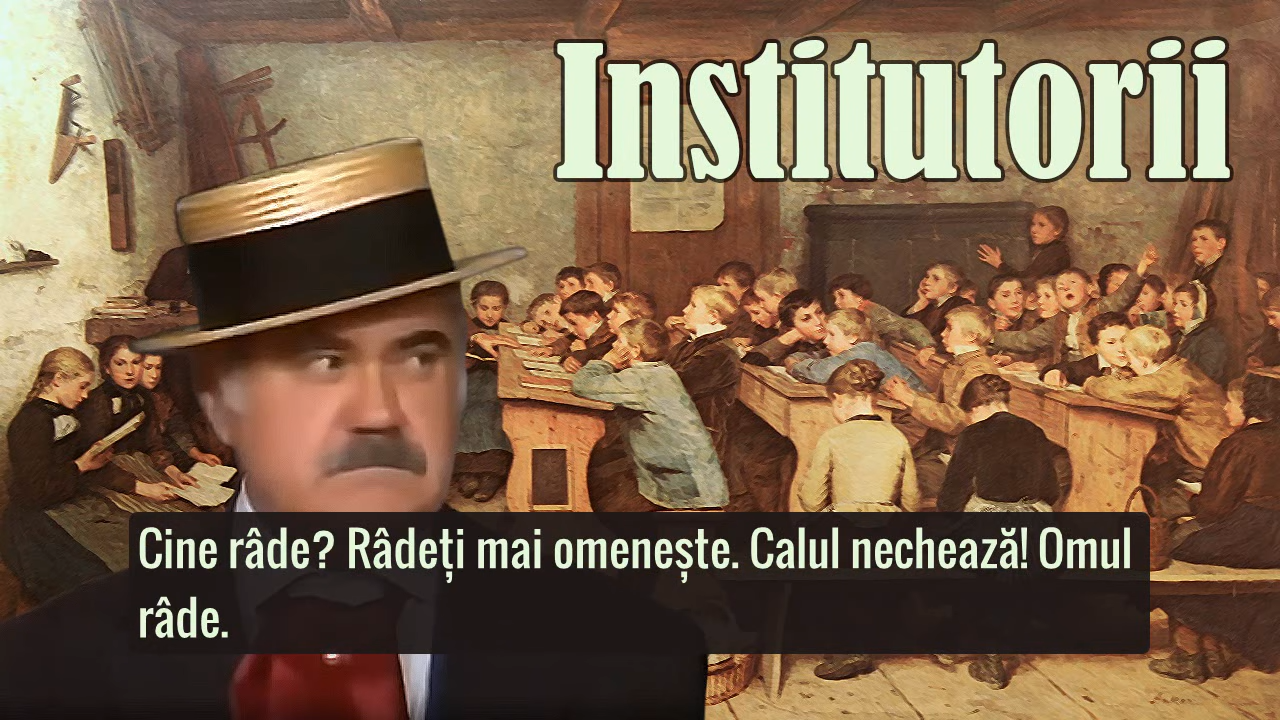 Institutorii
Cine râde? Râdeți mai omenește. Calul nechează! Omul
râde.